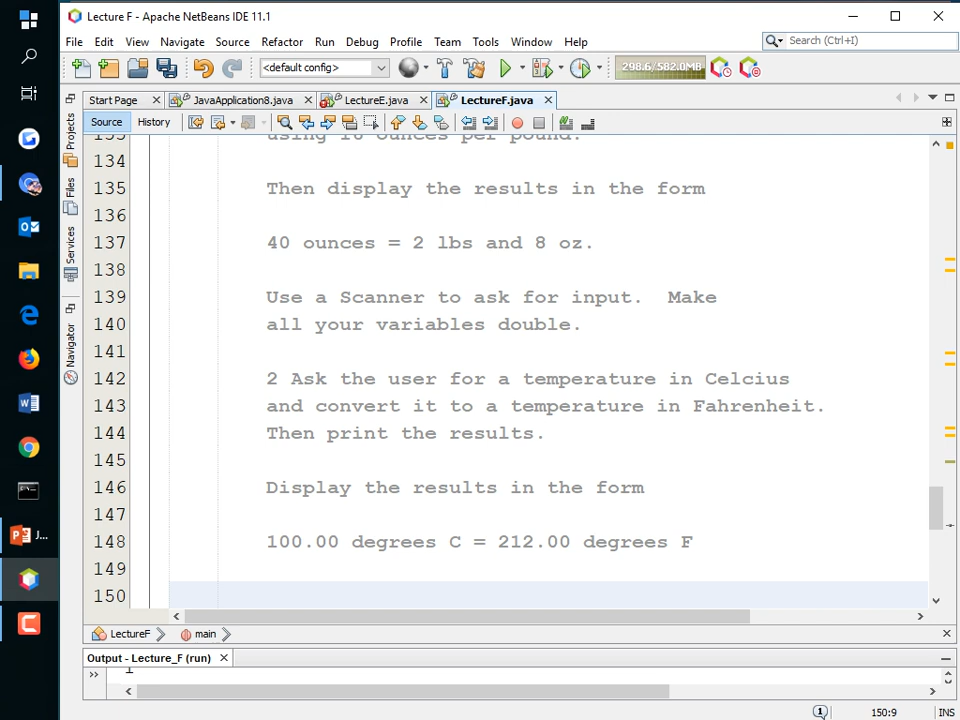 Lecture F - Apache NetBeans IDE 11.1
File Edit View Navigate Source Refactor Run Debug Profile Team Tools Window Help
Search (Ctrl+I)
<default config>
298.6/582.0MB
Start Page JavaApplication8.java LectureE.java LectureF.java
Source History
Projects
Files
Services
Navigator
134
135 Then display the results in the form
136
137 40 ounces = 2 lbs and 8 oz.
138
139 Use a Scanner to ask for input. Make
140 all your variables double.
141
142 2 Ask the user for a temperature in Celcius
143 and convert it to a temperature in Fahrenheit.
144 Then print the results.
145
146 Display the results in the form
147
148 100.00 degrees C = 212.00 degrees F
149
150
LectureF main
Output - Lecture_F (run)
J...
1
150:9 INS